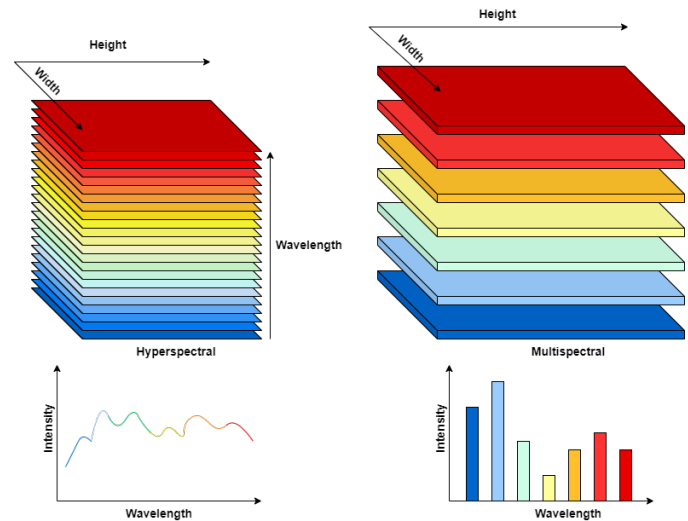 Height
Width
Wavelength
Hyperspectral
Intensity
Wavelength
Height
Width
Multispectral
Intensity
Wavelength